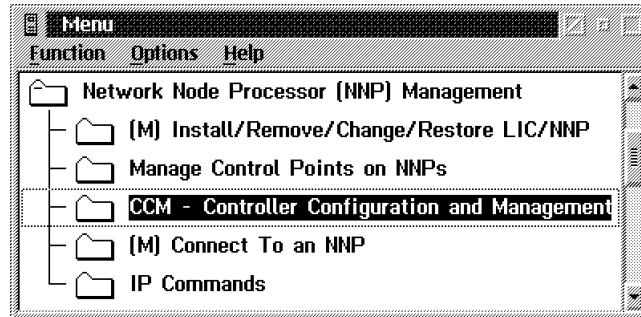 Menu
Function Options Help
Network Node Processor (NNP) Management
(M) Install/Remove/Change/Restore LIC/NNP
Manage Control Points on NNPs
CCM - Controller Configuration and Management
(M) Connect To an NNP
IP Commands